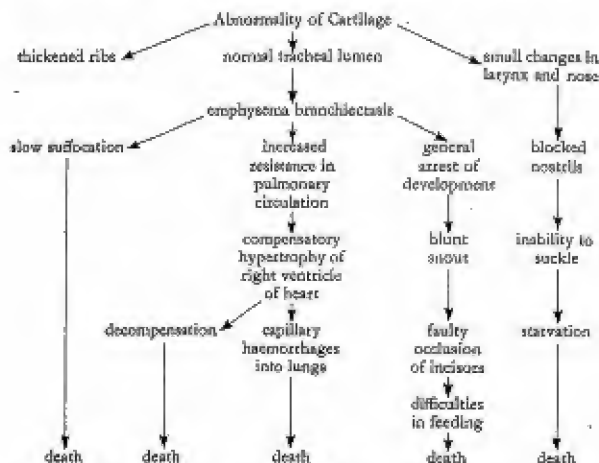 Abnormality of Cartilage
thickened ribs
normal tracheal lumen
small changes in
larynx and nose
emphysema bronchiectasis
slow suffocation
increased
resistance in
pulmonary
circulation
general
arrest of
development
blocked
nostrils
compensatory
hypertrophy of
right ventricle
of heart
blunt
snout
inability to
suckle
decompensation
capillary
haemorrhages
into lungs
faulty
occlusion
of incisors
starvation
difficulties
in feeding
death
death
death
death
death